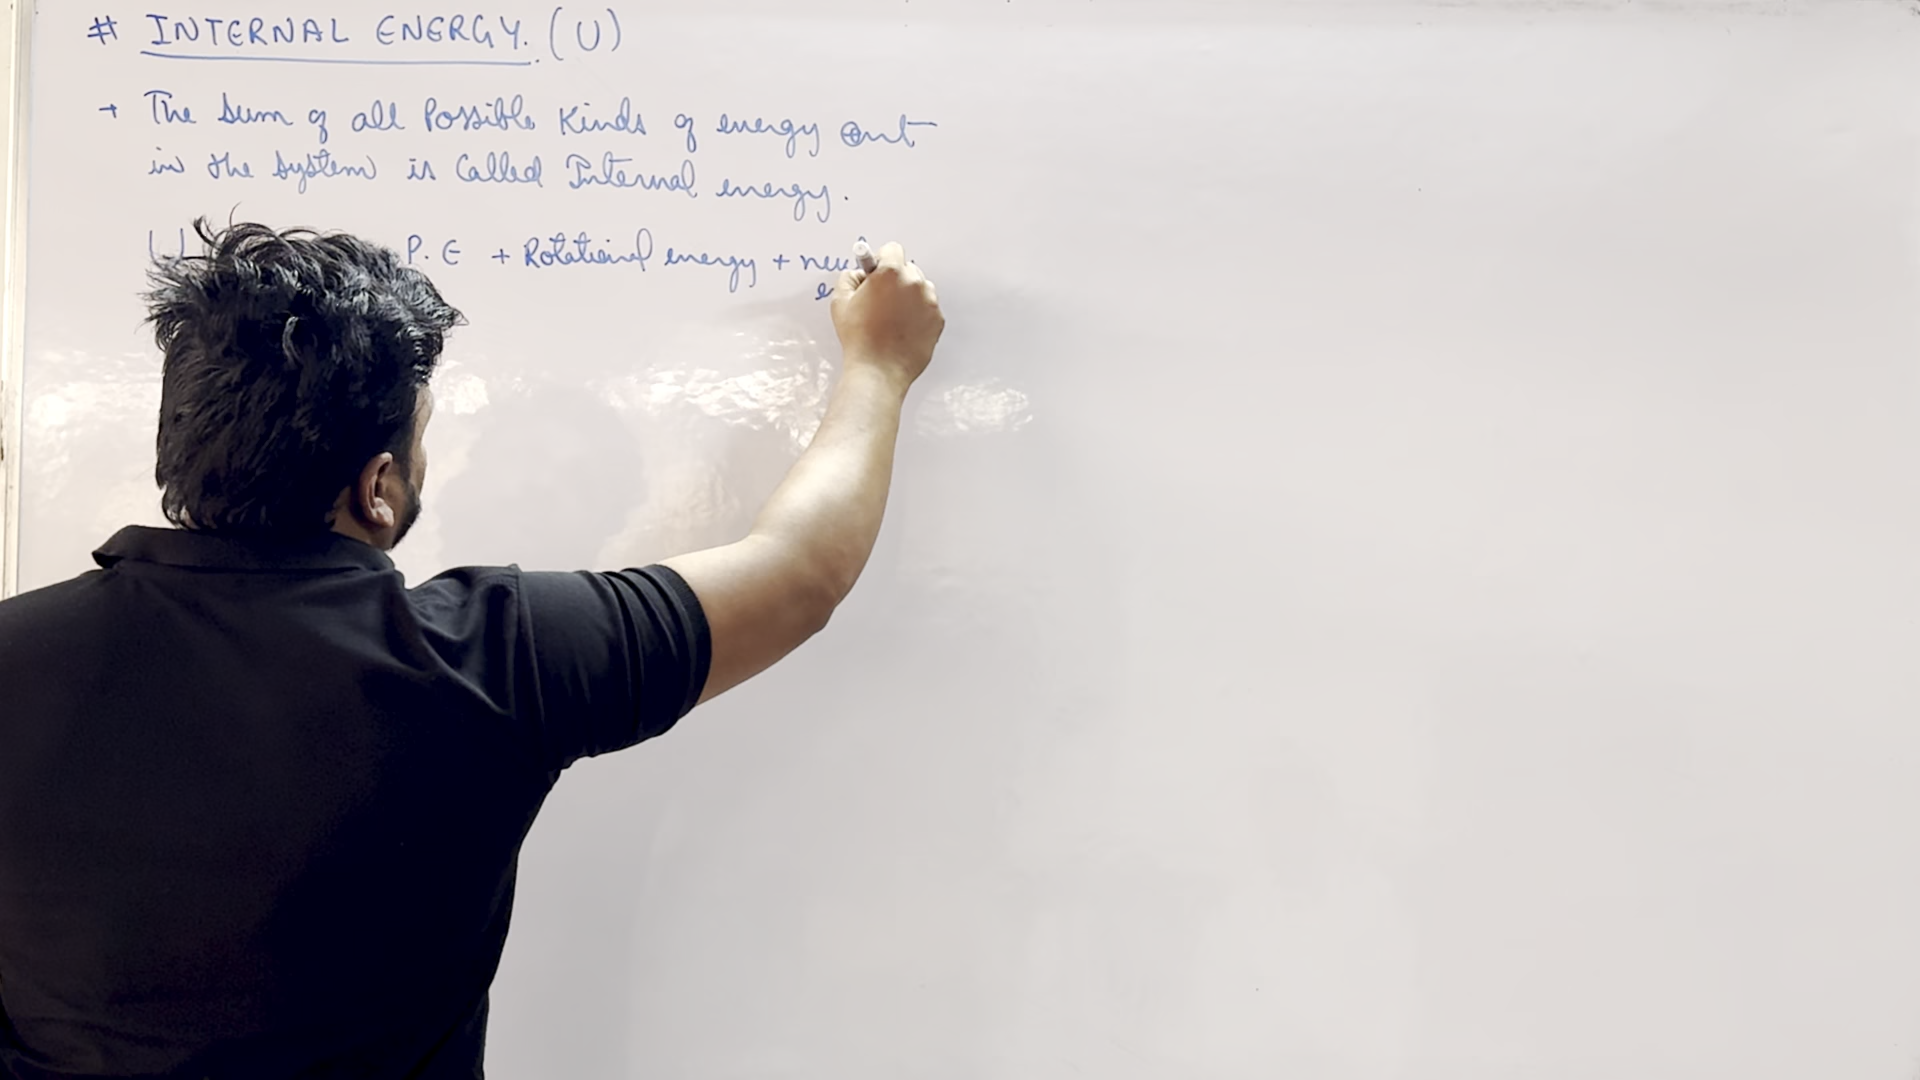 # INTERNAL ENERGY. (U)
→ The sum of all Possible Kinds of energy
in the system is Called Internal energy.
U P.E + Rotational energy +